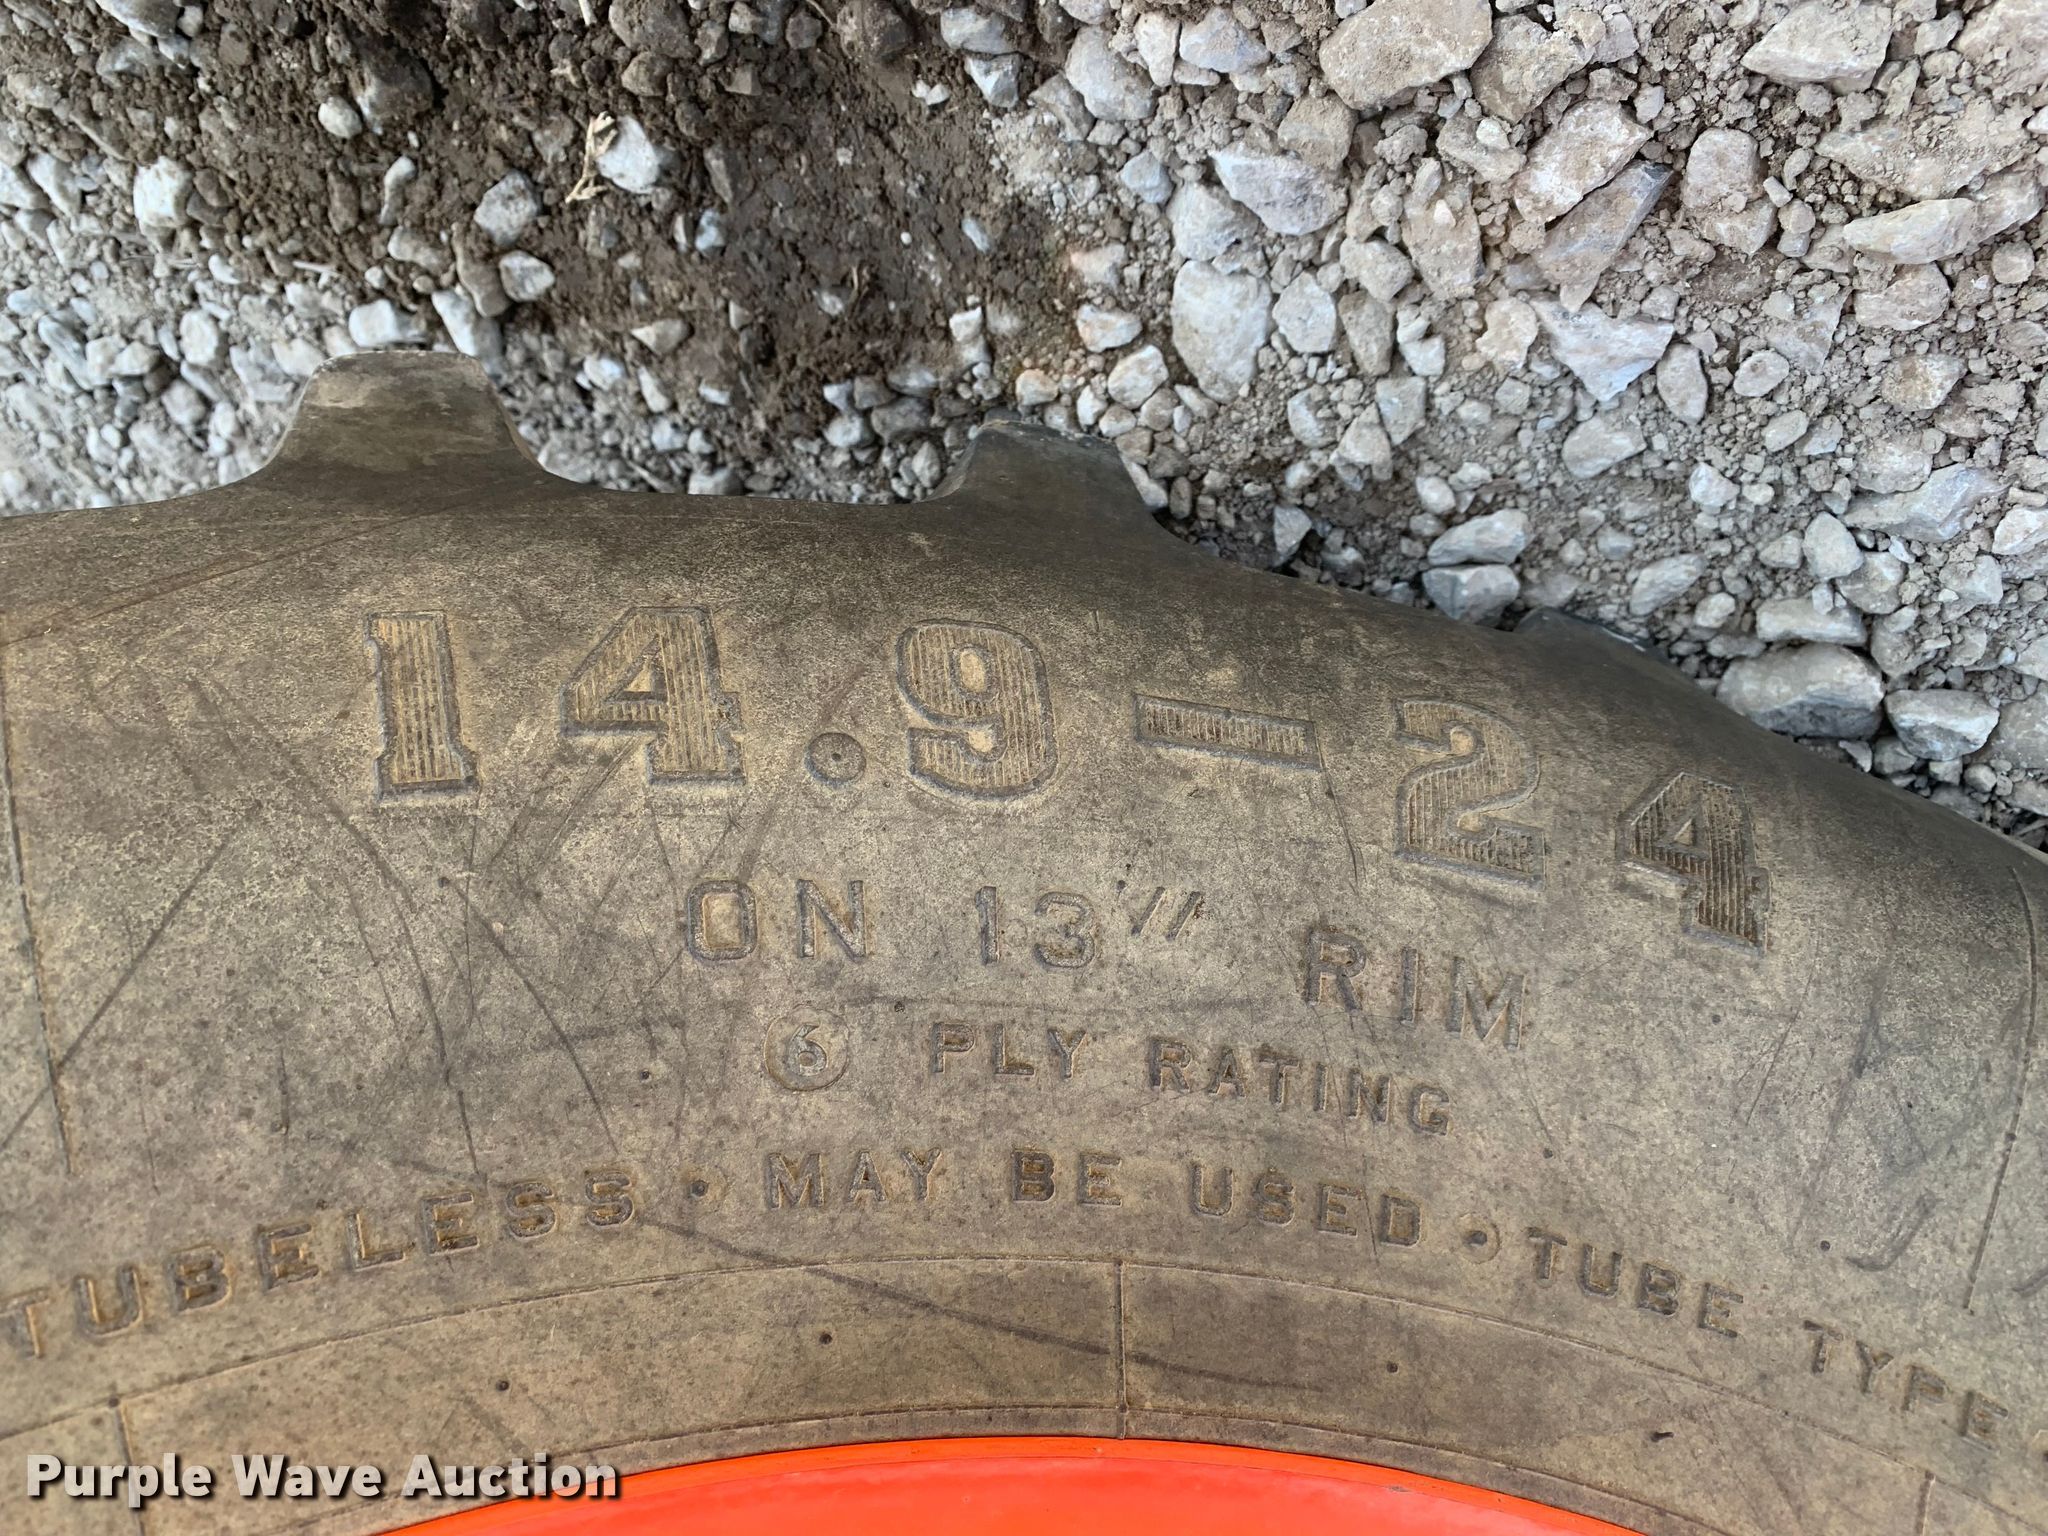 14.9-24
ON 13" RIM
6 PLY RATING
TUBELESS • MAY BE USED • TUBE TYPE
Purple Wave Auction